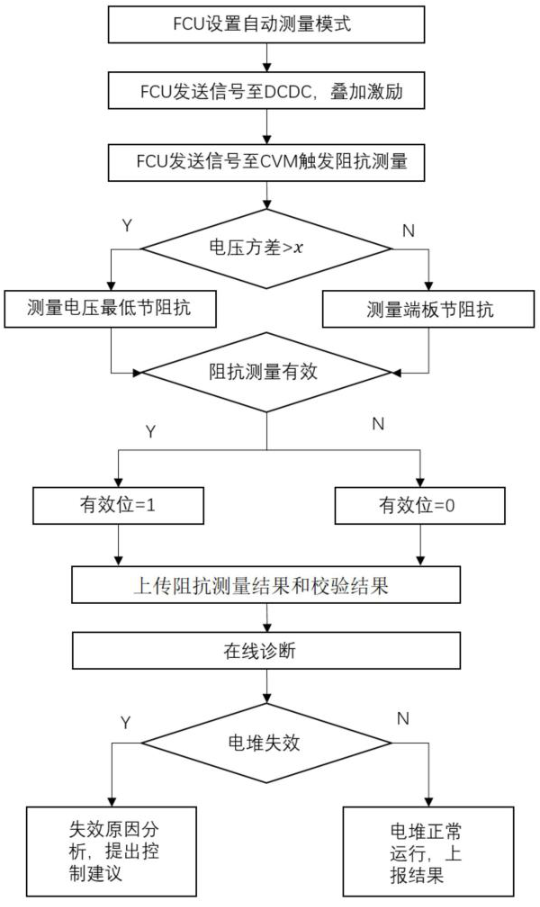 FCU设置自动测量模式
FCU发送信号至DCDC，叠加激励
FCU发送信号至CVM触发阻抗测量
电压方差>x
Y
N
测量电压最低节阻抗
测量端板节阻抗
阻抗测量有效
Y
N
有效位=1
有效位=0
上传阻抗测量结果和校验结果
在线诊断
电堆失效
Y
N
失效原因分
析，提出控
制建议
电堆正常
运行，上
报结果